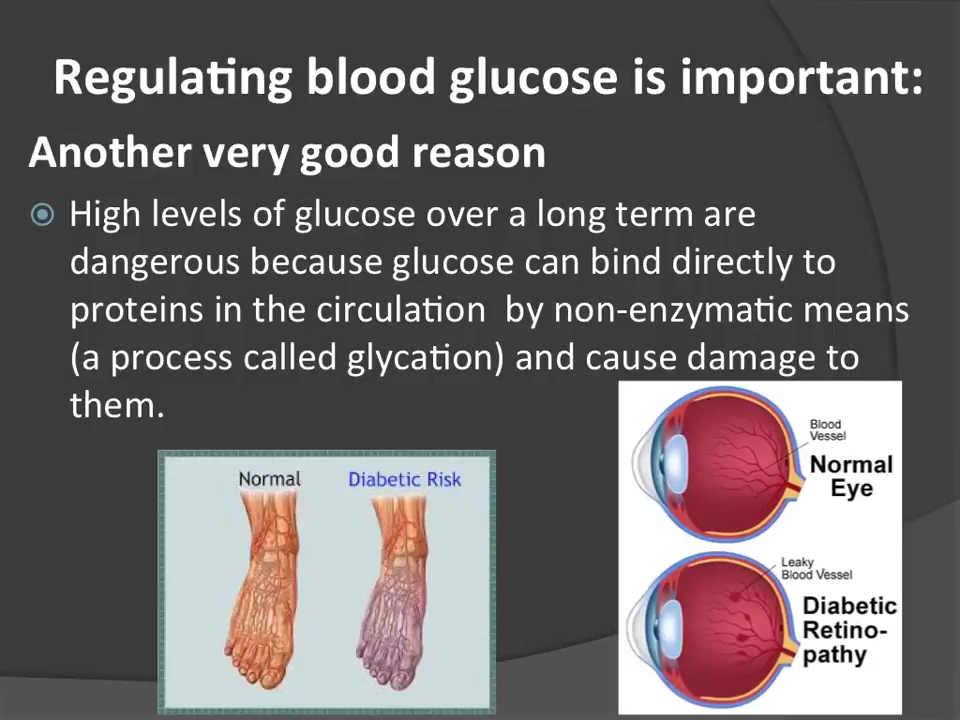 Regulating blood glucose is important:
Another very good reason
High levels of glucose over a long term are
dangerous because glucose can bind directly to
proteins in the circulation by non-enzymatic means
(a process called glycation) and cause damage to
them.
Normal
Diabetic Risk
Blood
Vessel
Normal
Eye
Leaky
Blood Vessel
Diabetic
Retino-
pathy